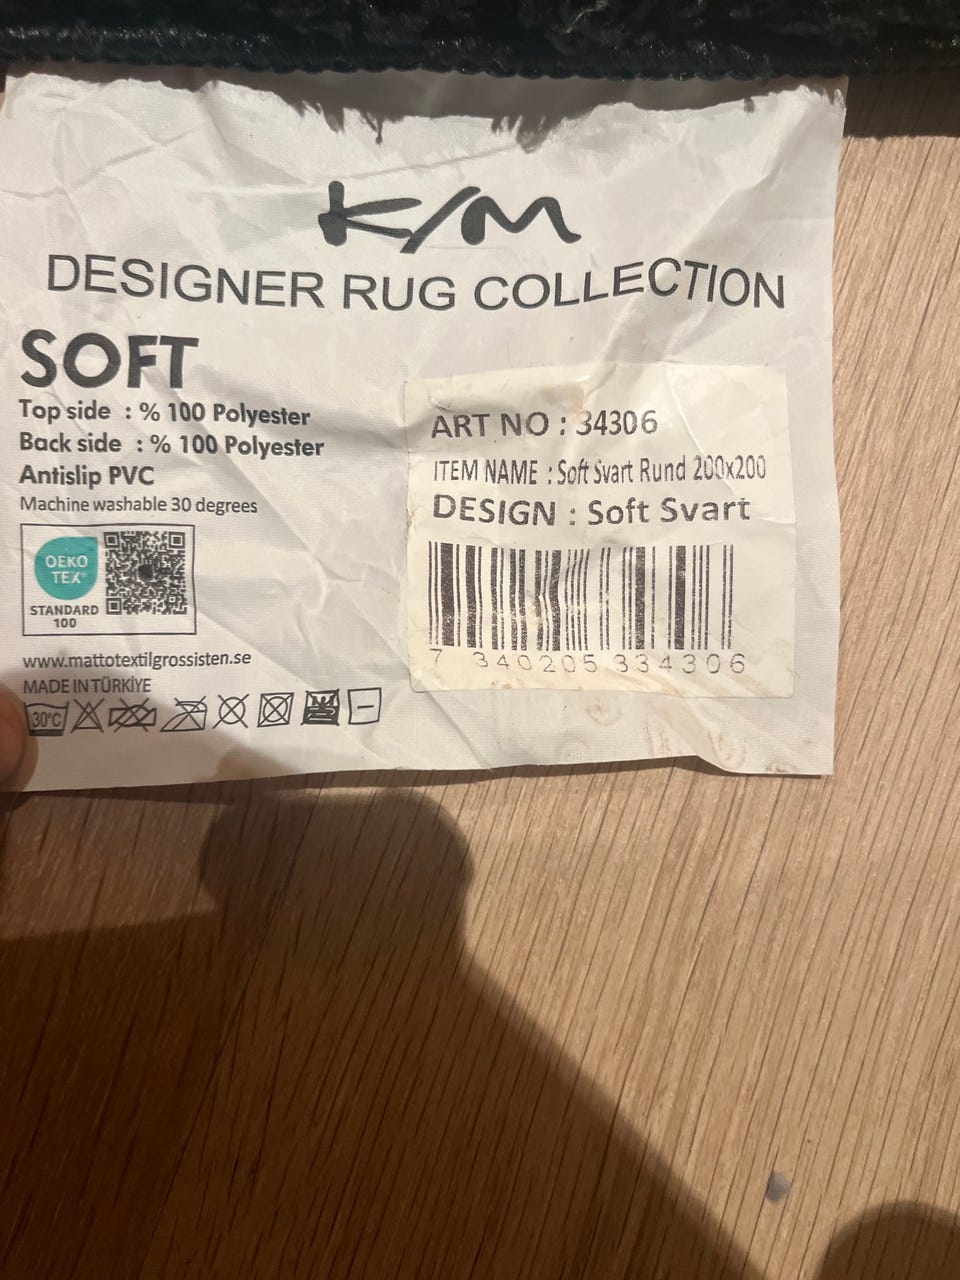 K/M
DESIGNER RUG COLLECTION
SOFT
Top side : % 100 Polyester
Back side : % 100 Polyester
Antislip PVC
Machine washable 30 degrees
OEKO
TEX®
STANDARD
100
www.mattotextilgrossisten.se
MADE IN TÜRKİYE
30°C
ART NO : 34306
ITEM NAME : Soft Svart Rund 200x200
DESIGN : Soft Svart
7 340205 334306